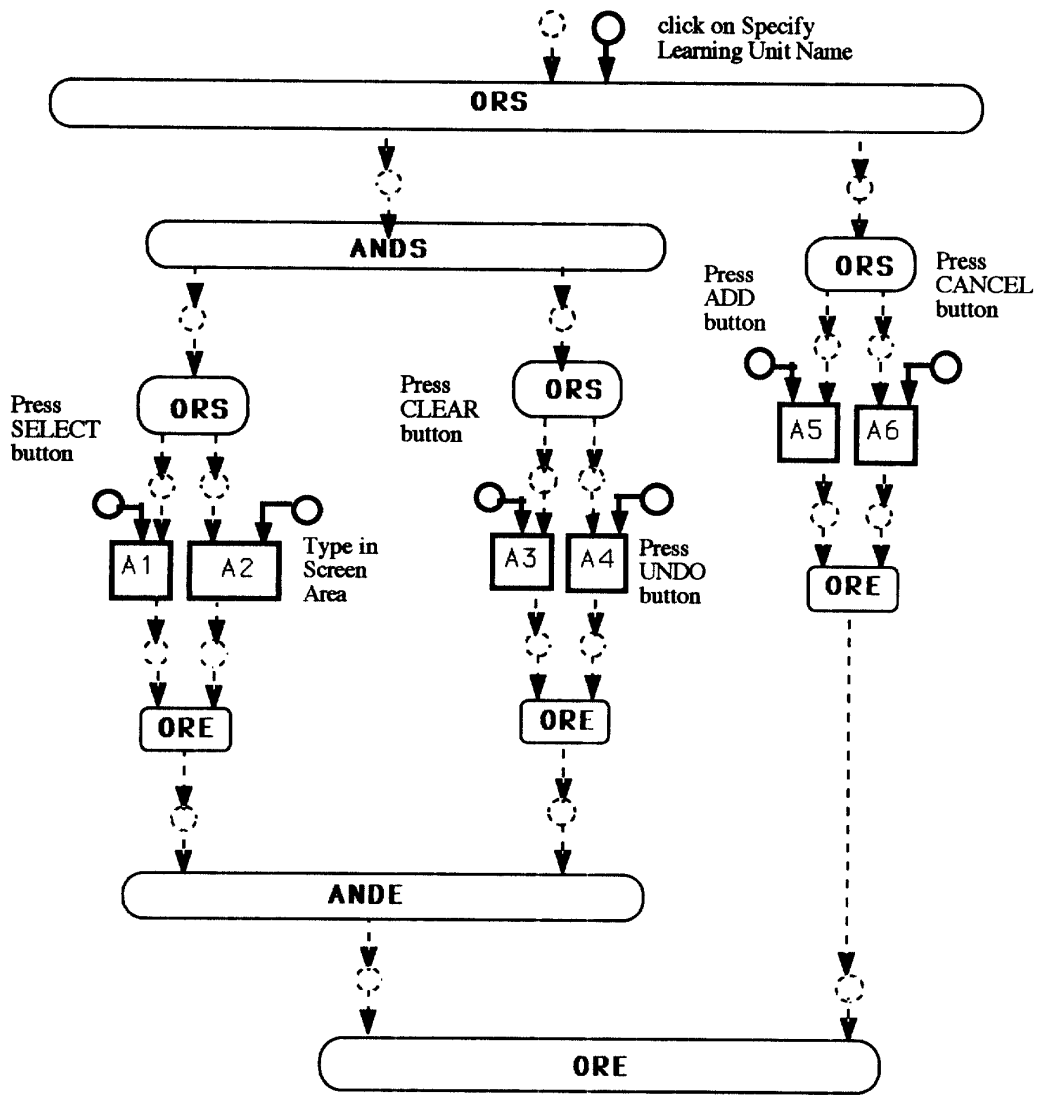 click on Specify
Learning Unit Name
ORS
ANDS
ORS
Press
ADD
button
Press
CANCEL
button
ORS
ORS
Press
SELECT
button
Press
CLEAR
button
A5
A6
A1
A2
Type in
Screen
Area
A3
A4
Press
UNDO
button
ORE
ORE
ORE
ANDE
ORE